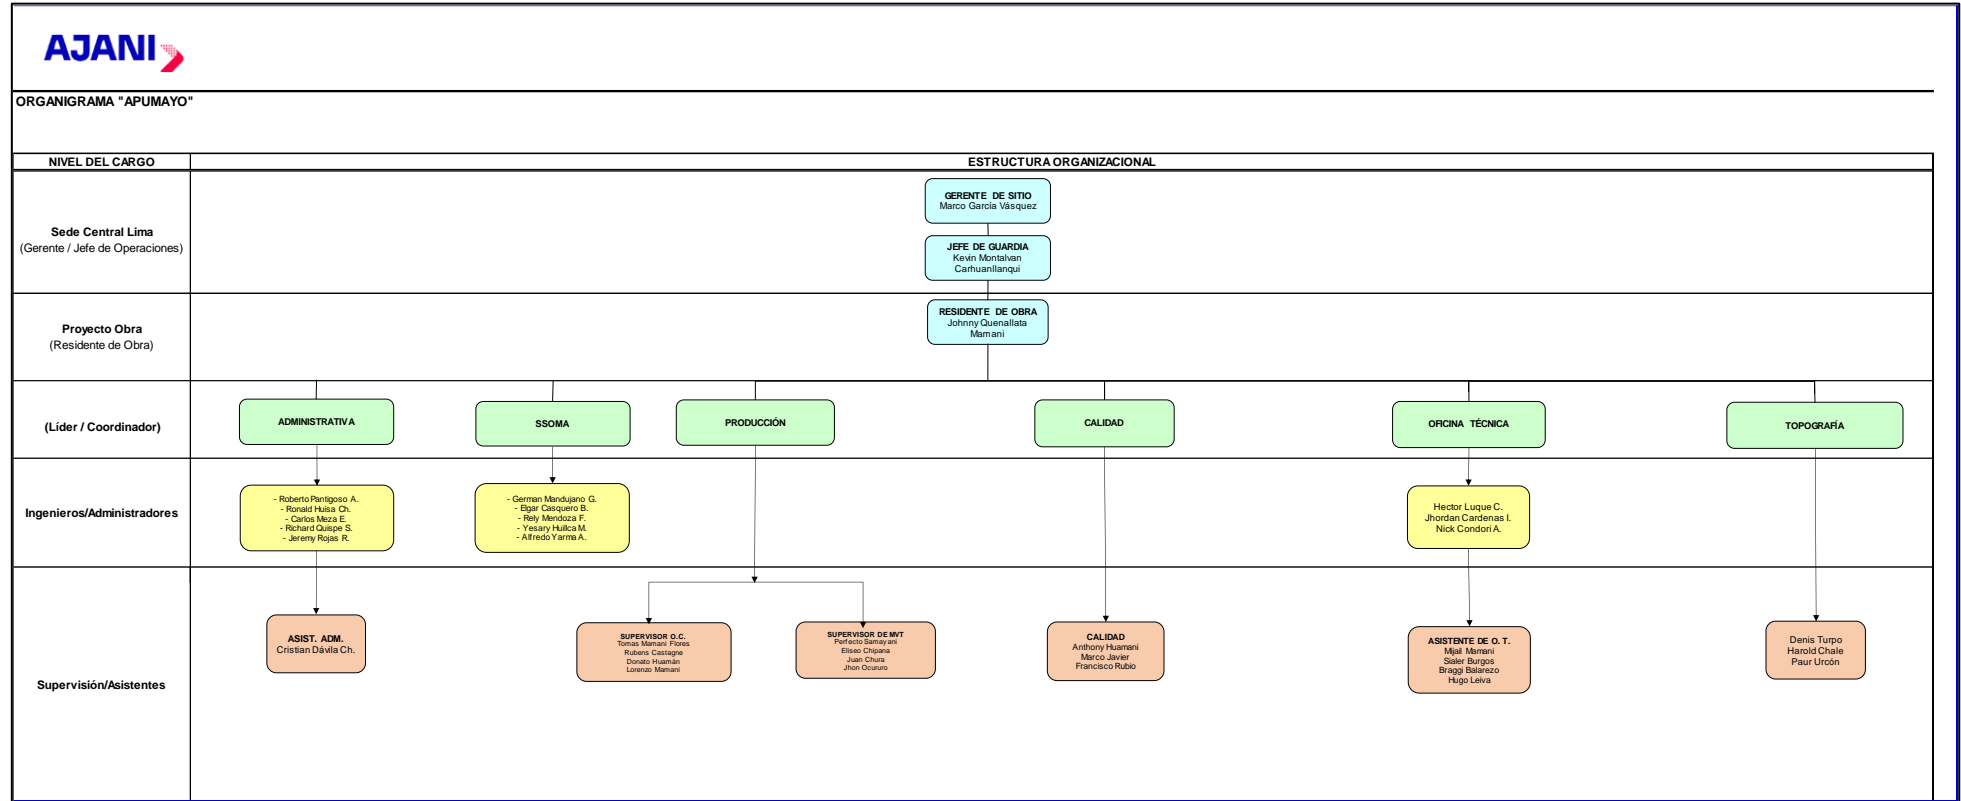 AJANI
ORGANIGRAMA "APUMAYO"
NIVEL DEL CARGO
ESTRUCTURA ORGANIZACIONAL
Sede Central Lima
(Gerente / Jefe de Operaciones)
GERENTE DE SITIO
Marco García Vásquez
JEFE DE GUARDIA
Kevin Montalvan
Carhuanllanqui
Proyecto Obra
(Residente de Obra)
RESIDENTE DE OBRA
Johnny Quenallata
Mamani
(Líder / Coordinador)
ADMINISTRATIVA
SSOMA
PRODUCCIÓN
CALIDAD
OFICINA TÉCNICA
TOPOGRAFÍA
Ingenieros/Administradores
- Roberto Pantigoso A.
- Ronald Huisa Ch.
- Carlos Meza E.
- Richard Quispe S.
- Jeremy Rojas R.
- German Mandujano G.
- Elgar Casquero B.
- Rely Mendoza F.
- Yesary Huillca M.
- Alfredo Yarma A.
Hector Luque C.
Jhordan Cardenas I.
Nick Condori A.
Supervisión/Asistentes
ASIST. ADM.
Cristian Dávila Ch.
SUPERVISOR O.C.
Tomas Mamani Flores
Rubens Castagne
Donato Huamán
Lorenzo Mamani
SUPERVISOR DE MVT
Perfecto Samayani
Eliseo Chipana
Juan Chura
Jhon Ocururo
CALIDAD
Anthony Huamani
Marco Javier
Francisco Rubio
ASISTENTE DE O. T.
Mijail Mamani
Sialer Burgos
Braggi Balarezo
Hugo Leiva
Denis Turpo
Harold Chale
Paur Urcón